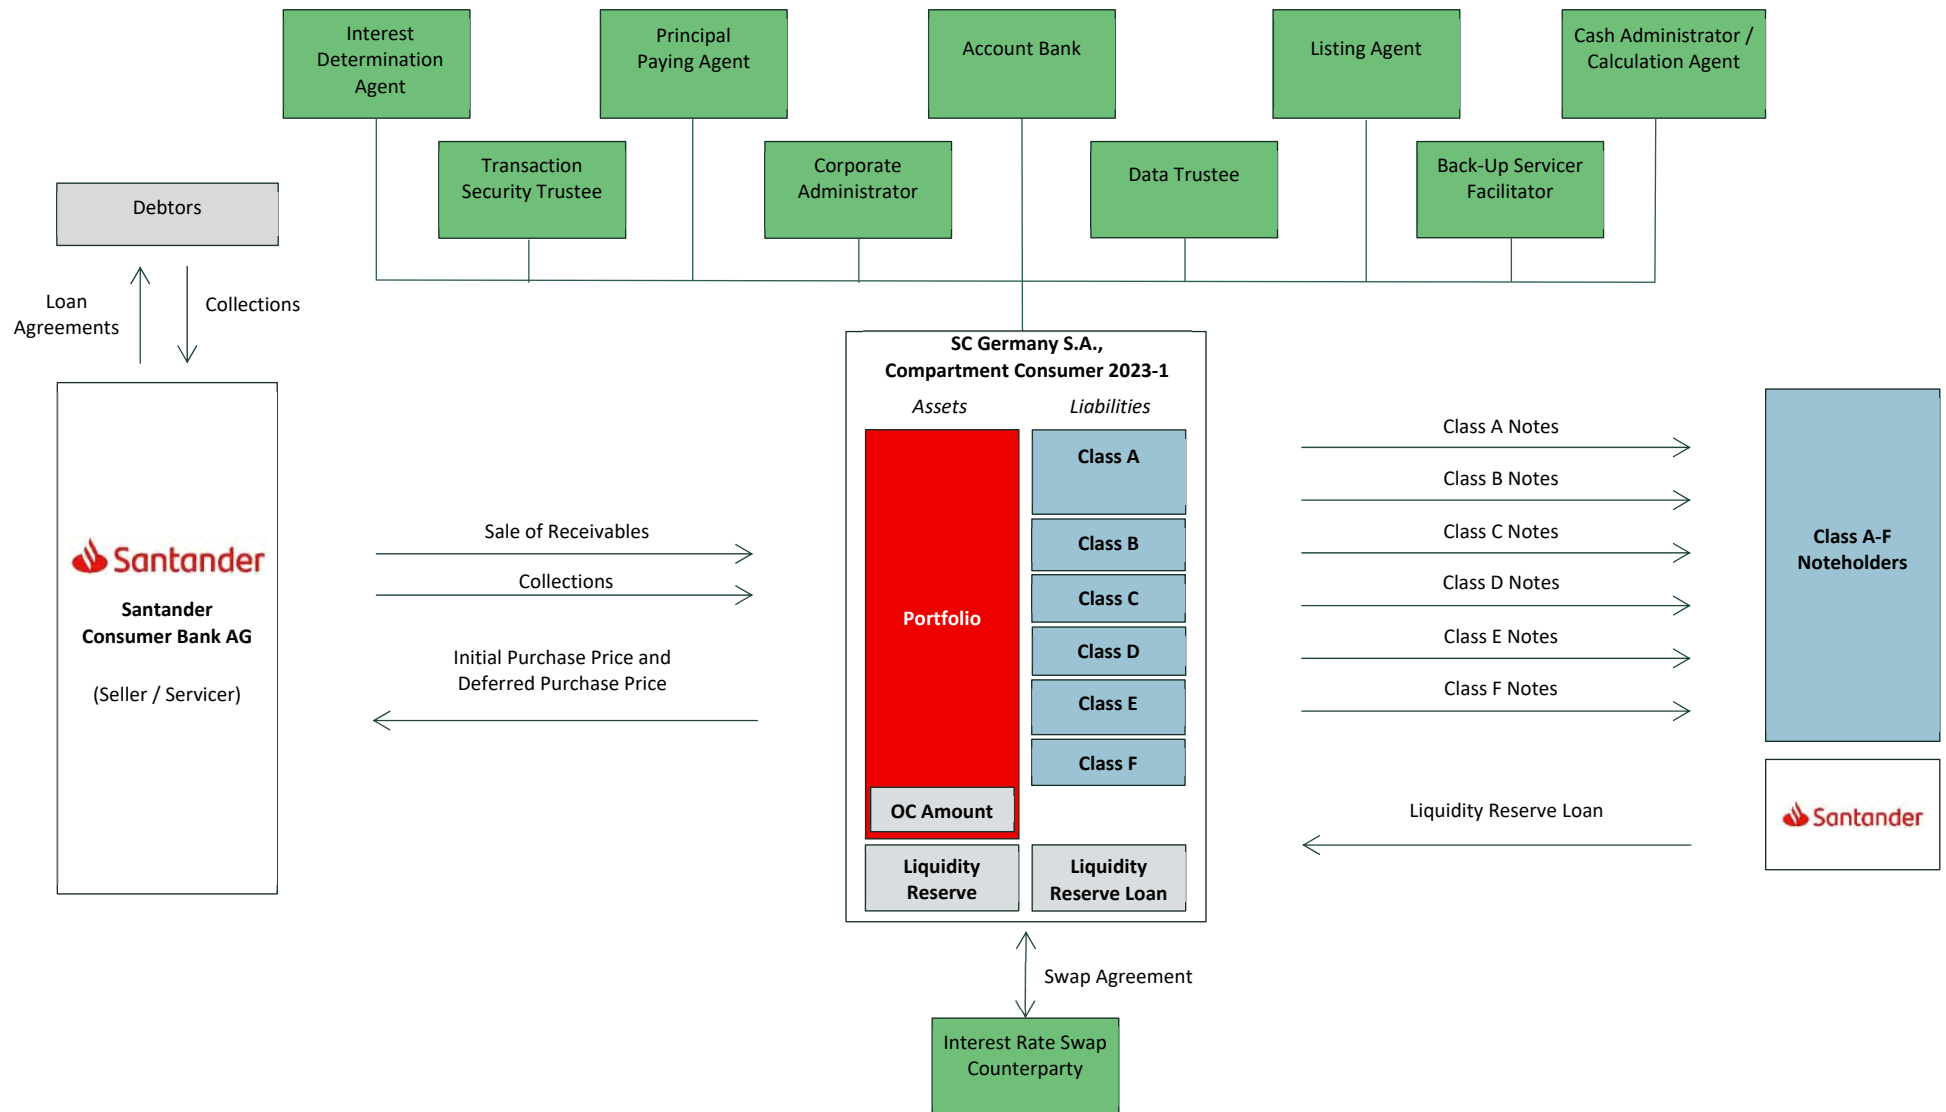 Interest
Determination
Agent
Principal
Paying Agent
Account Bank
Listing Agent
Cash Administrator /
Calculation Agent
Transaction
Security Trustee
Corporate
Administrator
Data Trustee
Back-Up Servicer
Facilitator
Debtors
Loan
Agreements
Collections
Santander
Santander
Consumer Bank AG
(Seller / Servicer)
Sale of Receivables
Collections
Initial Purchase Price and
Deferred Purchase Price
SC Germany S.A.,
Compartment Consumer 2023-1
Assets
Liabilities
Portfolio
OC Amount
Liquidity
Reserve
Class A
Class B
Class C
Class D
Class E
Class F
Liquidity
Reserve Loan
Class A Notes
Class B Notes
Class C Notes
Class D Notes
Class E Notes
Class F Notes
Liquidity Reserve Loan
Class A-F
Noteholders
Santander
Swap Agreement
Interest Rate Swap
Counterparty